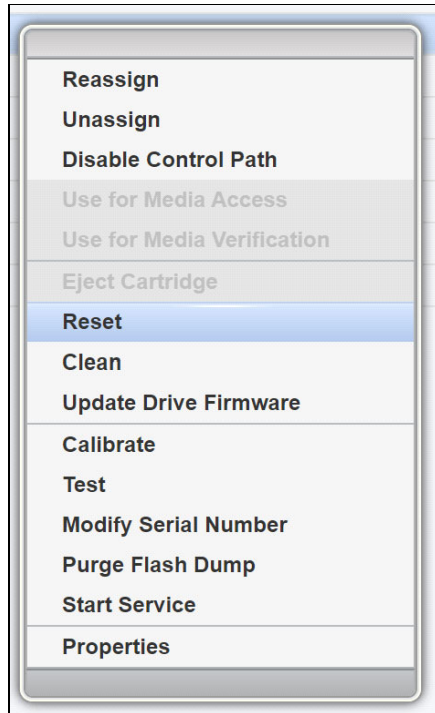 Reassign
Unassign
Disable Control Path
Use for Media Access
Use for Media Verification
Eject Cartridge
Reset
Clean
Update Drive Firmware
Calibrate
Test
Modify Serial Number
Purge Flash Dump
Start Service
Properties